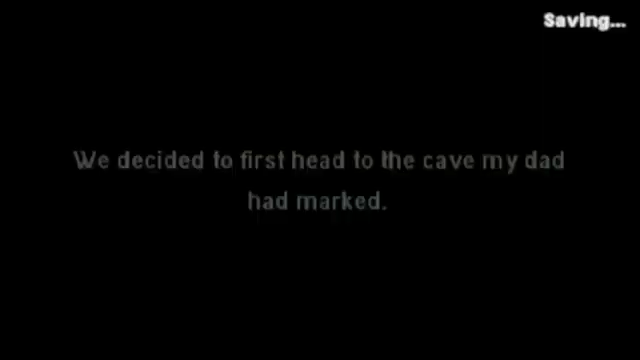 Saving...
We decided to first head to the cave my dad
had marked.